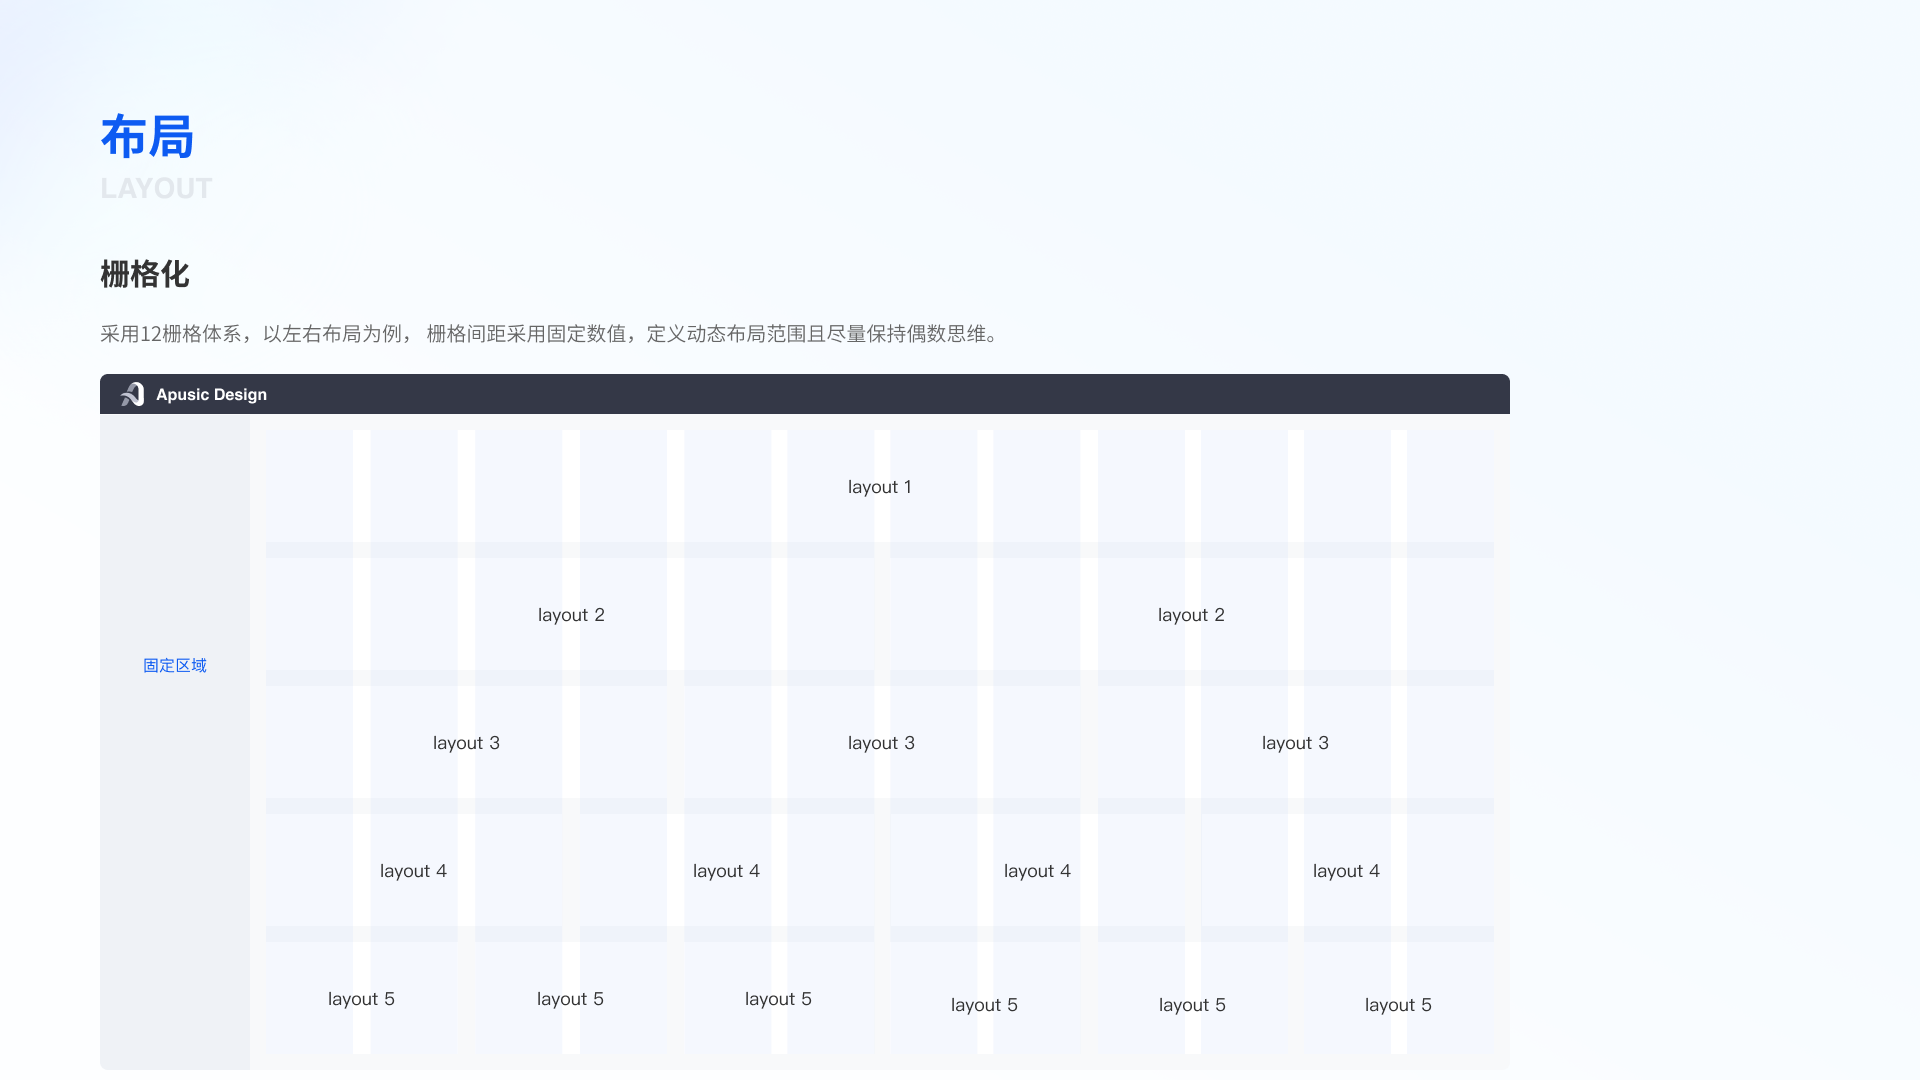 布局
LAYOUT
栅格化
采用12栅格体系，以左右布局为例， 栅格间距采用固定数值，定义动态布局范围且尽量保持偶数思维。
Apusic Design
layout 1
layout 2 layout 2
固定区域
layout 3 layout 3 layout 3
layout 4 layout 4 layout 4 layout 4
layout 5 layout 5 layout 5 layout 5 layout 5 layout 5